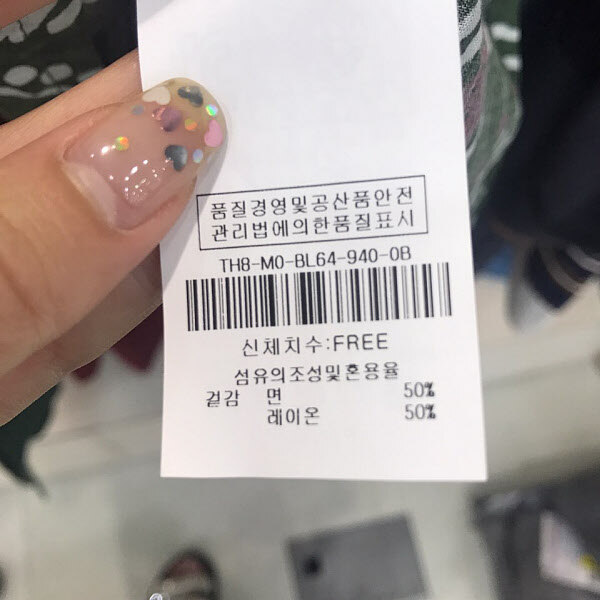 품질경영및공산품안전
관리법에의한품질표시
TH8-M0-BL64-940-0B
신체치수:FREE
섬유의조성및혼용율
겉감 면 50%
레이온 50%